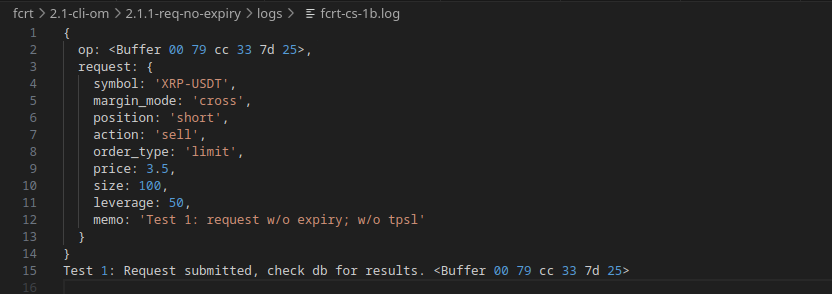 fcrt > 2.1-cli-om > 2.1.1-req-no-expiry > logs > fcrt-cs-1b.log
1 {
2 op: <Buffer 00 79 cc 33 7d 25>,
3 request: {
4 symbol: 'XRP-USDT',
5 margin_mode: 'cross',
6 position: 'short',
7 action: 'sell',
8 order_type: 'limit',
9 price: 3.5,
10 size: 100,
11 leverage: 50,
12 memo: 'Test 1: request w/o expiry; w/o tpsl'
13 }
14 }
15 Test 1: Request submitted, check db for results. <Buffer 00 79 cc 33 7d 25>
16